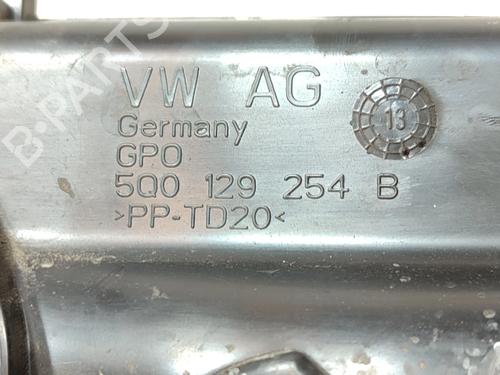 B-PARTS
VW AG
13
Germany
GPO
5Q0 129 254 B
>PP-TD20<